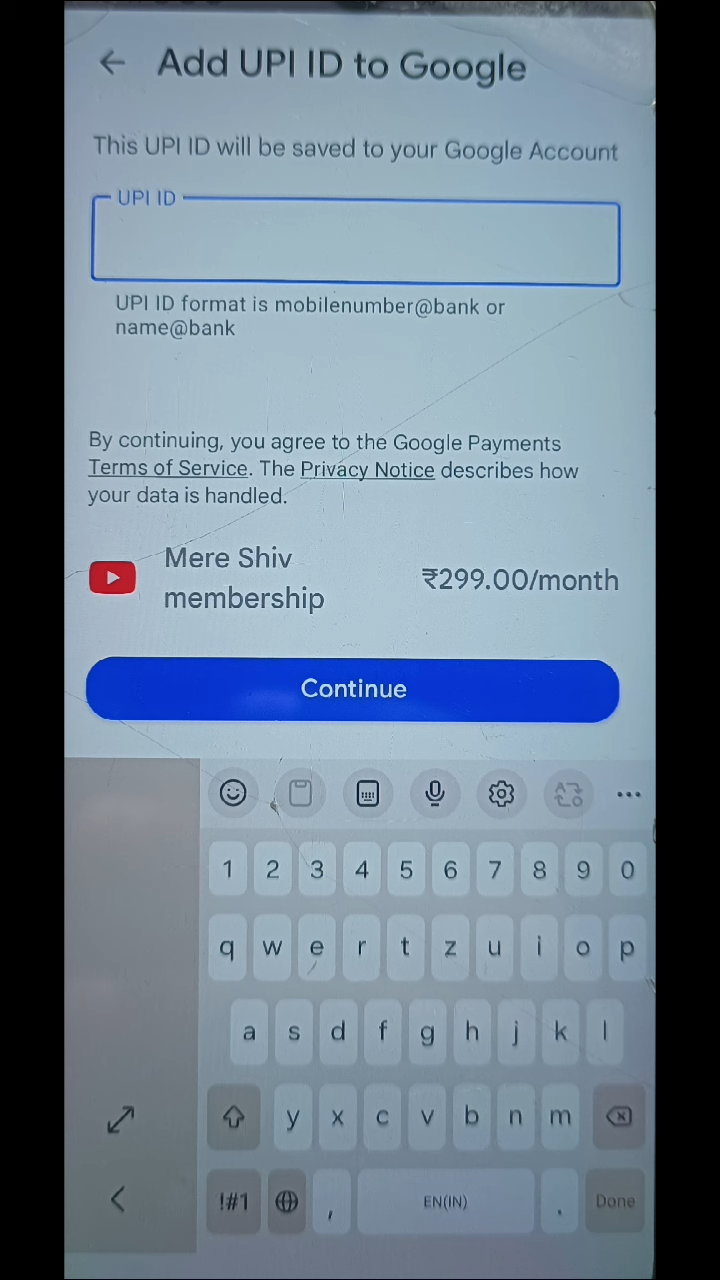 Add UPI ID to Google
This UPI ID will be saved to your Google Account
UPI ID
UPI ID format is mobilenumber@bank or
name@bank
By continuing, you agree to the Google Payments
Terms of Service. The Privacy Notice describes how
your data is handled.
Mere Shiv
membership
₹299.00/month
Continue
1 2 3 4 5 6 7 8 9 0
q w e r t z u i o p
a s d f g h j k l
y x c v b n m
!#1 , EN(IN) . Done